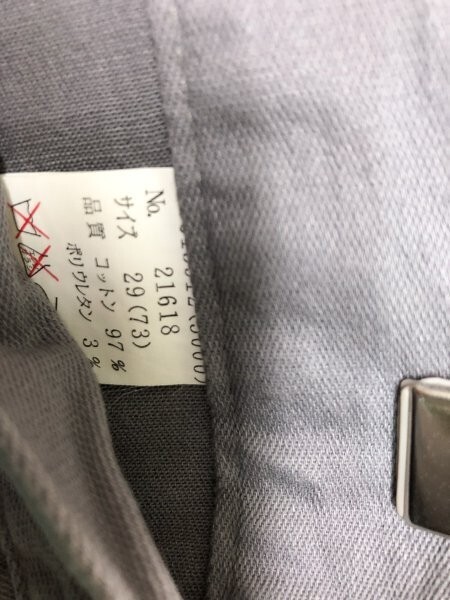 No. 21618
サイズ 29(73)
品質 コットン 97%
ポリウレタン 3%